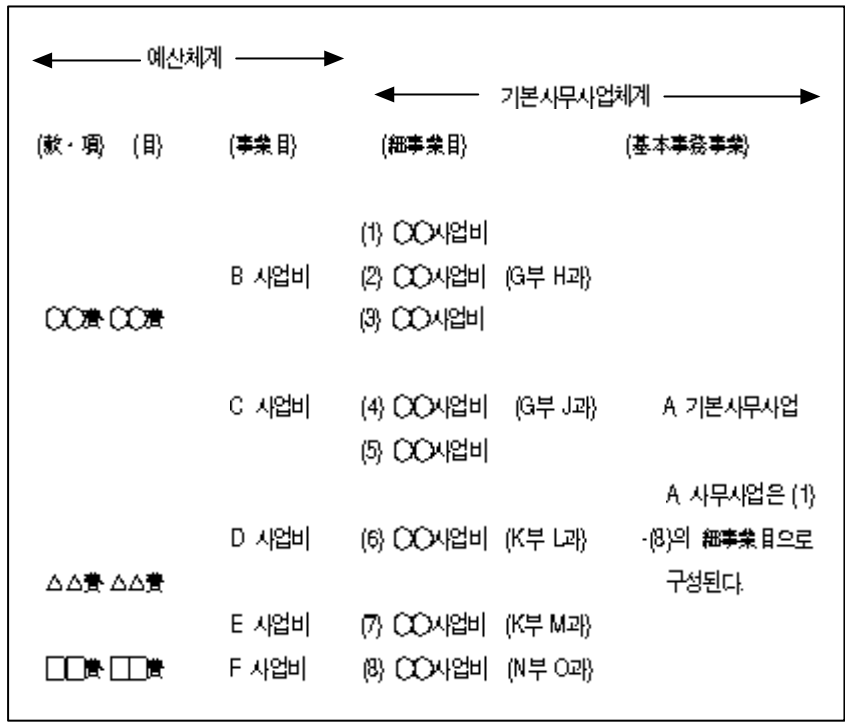 예산체계
기본사무사업체계
(款·項) (目) (事業目) (細事業目) (基本事務事業)
(1) ○○사업비
B 사업비 (2) ○○사업비 (G부 H과)
○○費 ○○費 (3) ○○사업비
C 사업비 (4) ○○사업비 (G부 J과) A 기본사무사업
(5) ○○사업비
A 사무사업은 (1)
D 사업비 (6) ○○사업비 (K부 L과) -(8)의 細事業目으로
△△費 △△費 구성된다.
E 사업비 (7) ○○사업비 (K부 M과)
□□費 □□費 F 사업비 (8) ○○사업비 (N부 O과)